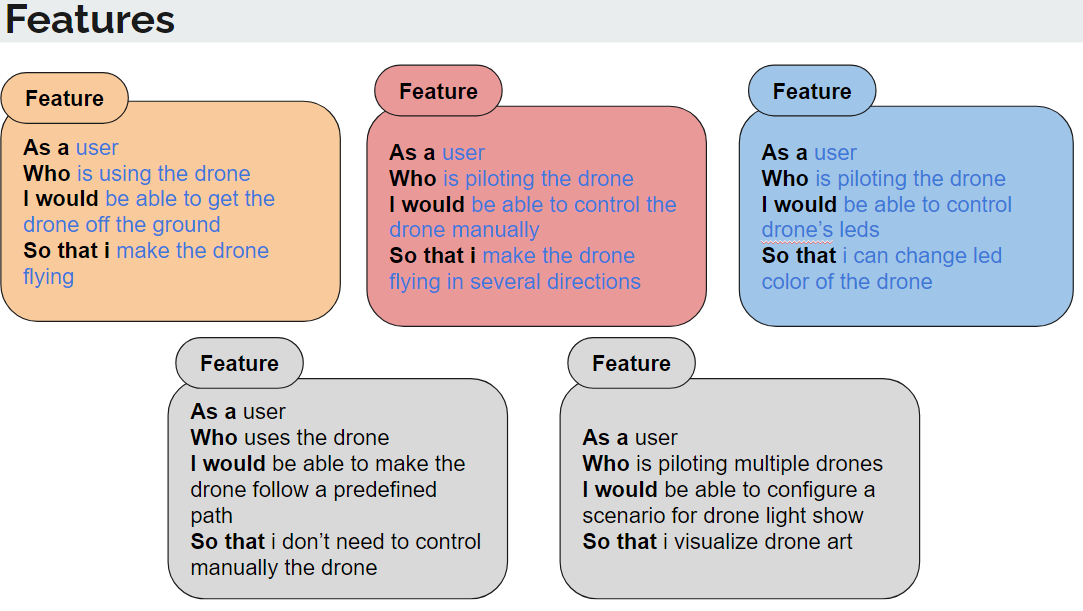 Features
Feature
As a user
Who is using the drone
I would be able to get the
drone off the ground
So that i make the drone
flying
Feature
As a user
Who is piloting the drone
I would be able to control the
drone manually
So that i make the drone
flying in several directions
Feature
As a user
Who is piloting the drone
I would be able to control
drone’s leds
So that i can change led
color of the drone
Feature
As a user
Who uses the drone
I would be able to make the
drone follow a predefined
path
So that i don’t need to control
manually the drone
Feature
As a user
Who is piloting multiple drones
I would be able to configure a
scenario for drone light show
So that i visualize drone art